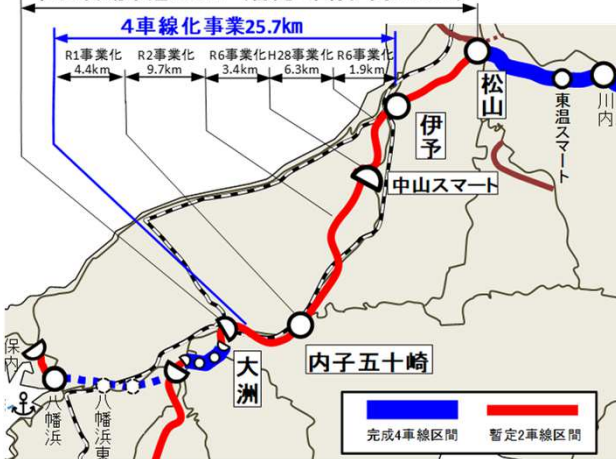 4車線化事業25.7km
R1事業化
4.4km
R2事業化
9.7km
R6事業化
3.4km
H28事業化
6.3km
R6事業化
1.9km
松山
川内
東温スマート
伊予
中山スマート
内子五十崎
大洲
保内
八幡浜
八幡浜東
完成4車線区間
暫定2車線区間